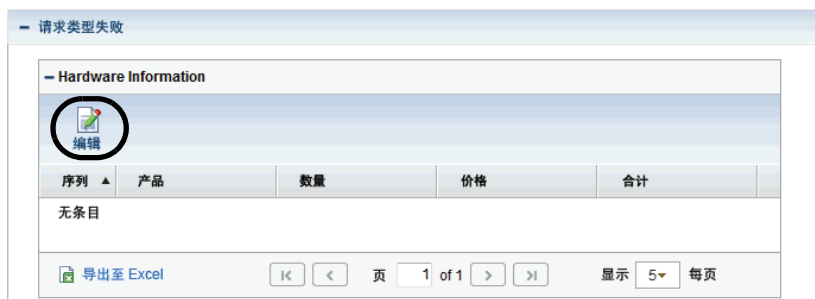 请求类型失败
Hardware Information
编辑
序列 产品 数量 价格 合计
无条目
导出至 Excel 页 1 of 1 显示 5 每页